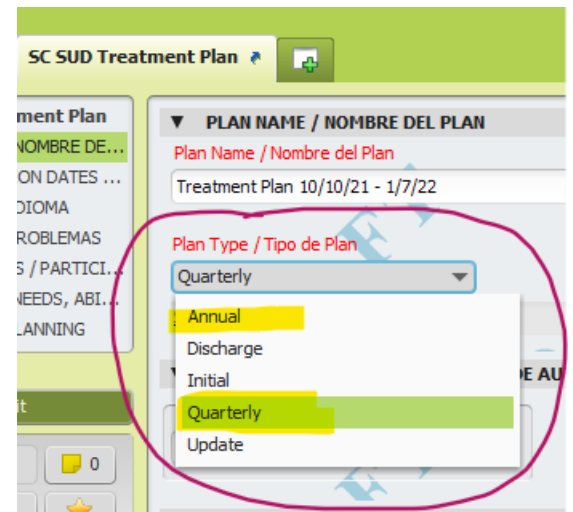 SC SUD Treatment Plan
ment Plan
NOMBRE DE...
ON DATES ...
DIOMA
ROBLEMAS
S / PARTICI...
NEEDS, ABI...
LANNING
it
0
PLAN NAME / NOMBRE DEL PLAN
Plan Name / Nombre del Plan
Treatment Plan 10/10/21 - 1/7/22
Plan Type / Tipo de Plan
Quarterly
Annual
Discharge
Initial
Quarterly
Update
DE AU